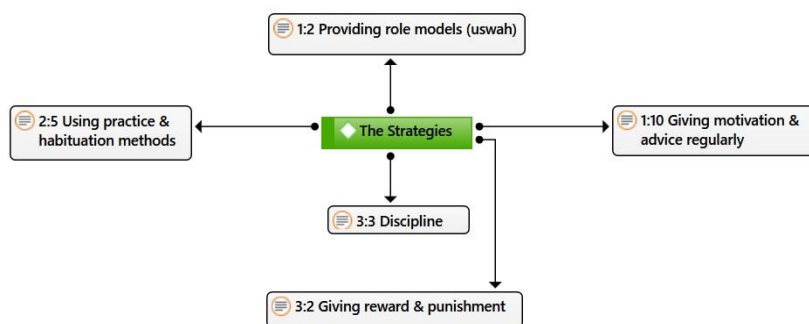 1:2 Providing role models (uswah)
2:5 Using practice &
habituation methods
The Strategies
1:10 Giving motivation &
advice regularly
3:3 Discipline
3:2 Giving reward & punishment